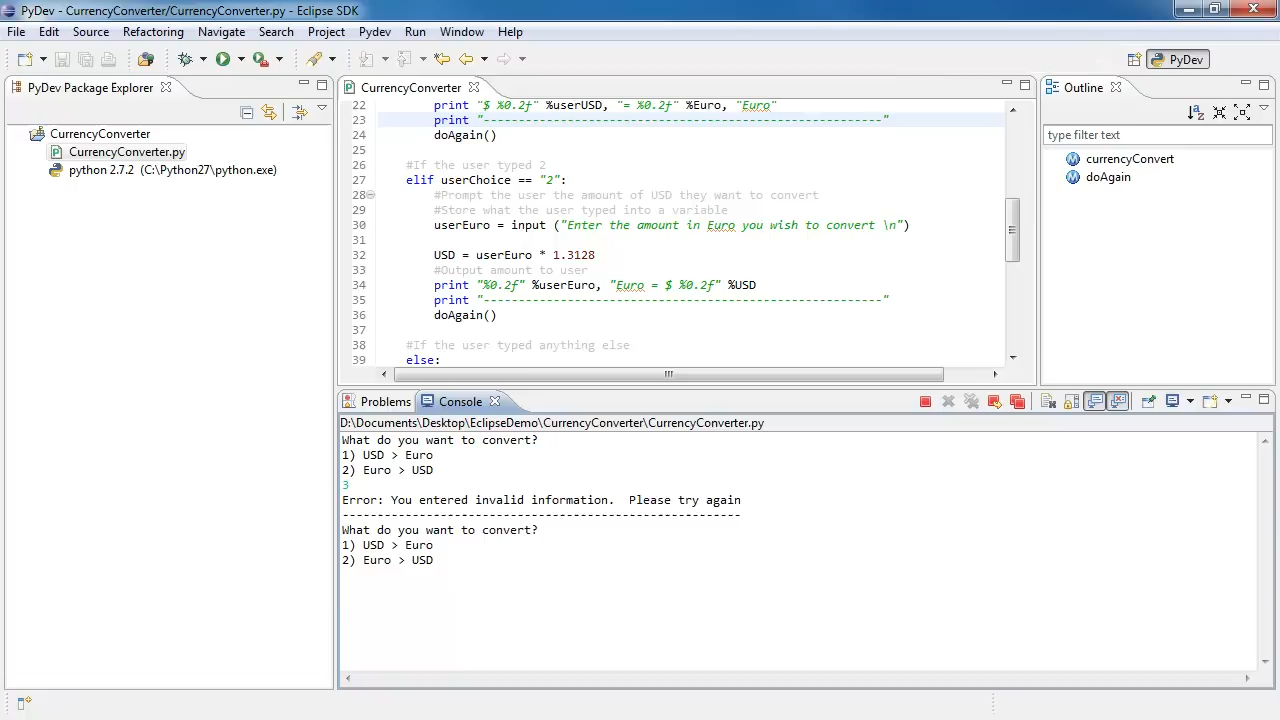 PyDev - CurrencyConverter/CurrencyConverter.py - Eclipse SDK
File Edit Source Refactoring Navigate Search Project Pydev Run Window Help
PyDev
PyDev Package Explorer
CurrencyConverter
CurrencyConverter.py
python 2.7.2 (C:\Python27\python.exe)
CurrencyConverter
22 print "$ %0.2f" %userUSD, "= %0.2f" %Euro, "Euro"
23 print "---------------------------------------------------------"
24 doAgain()
25
26 #If the user typed 2
27 elif userChoice == "2":
28 #Prompt the user the amount of USD they want to convert
29 #Store what the user typed into a variable
30 userEuro = input ("Enter the amount in Euro you wish to convert \n")
31
32 USD = userEuro * 1.3128
33 #Output amount to user
34 print "%0.2f" %userEuro, "Euro = $ %0.2f" %USD
35 print "---------------------------------------------------------"
36 doAgain()
37
38 #If the user typed anything else
39 else:
Outline
type filter text
currencyConvert
doAgain
Problems Console
D:\Documents\Desktop\EclipseDemo\CurrencyConverter\CurrencyConverter.py
What do you want to convert?
1) USD > Euro
2) Euro > USD
3
Error: You entered invalid information.  Please try again
---------------------------------------------------------
What do you want to convert?
1) USD > Euro
2) Euro > USD